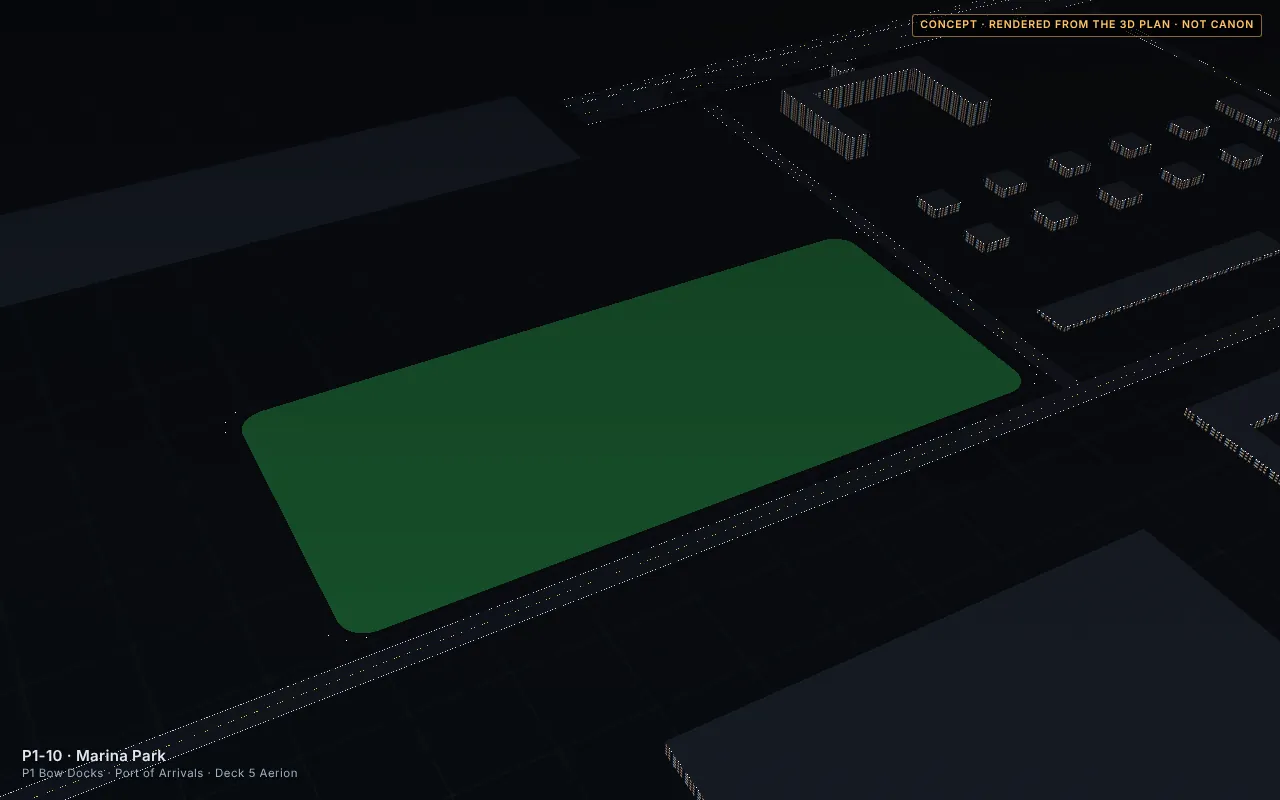 CONCEPT · RENDERED FROM THE 3D PLAN · NOT CANON
P1-10 · Marina Park
P1 Bow Docks · Port of Arrivals · Deck 5 Aerion